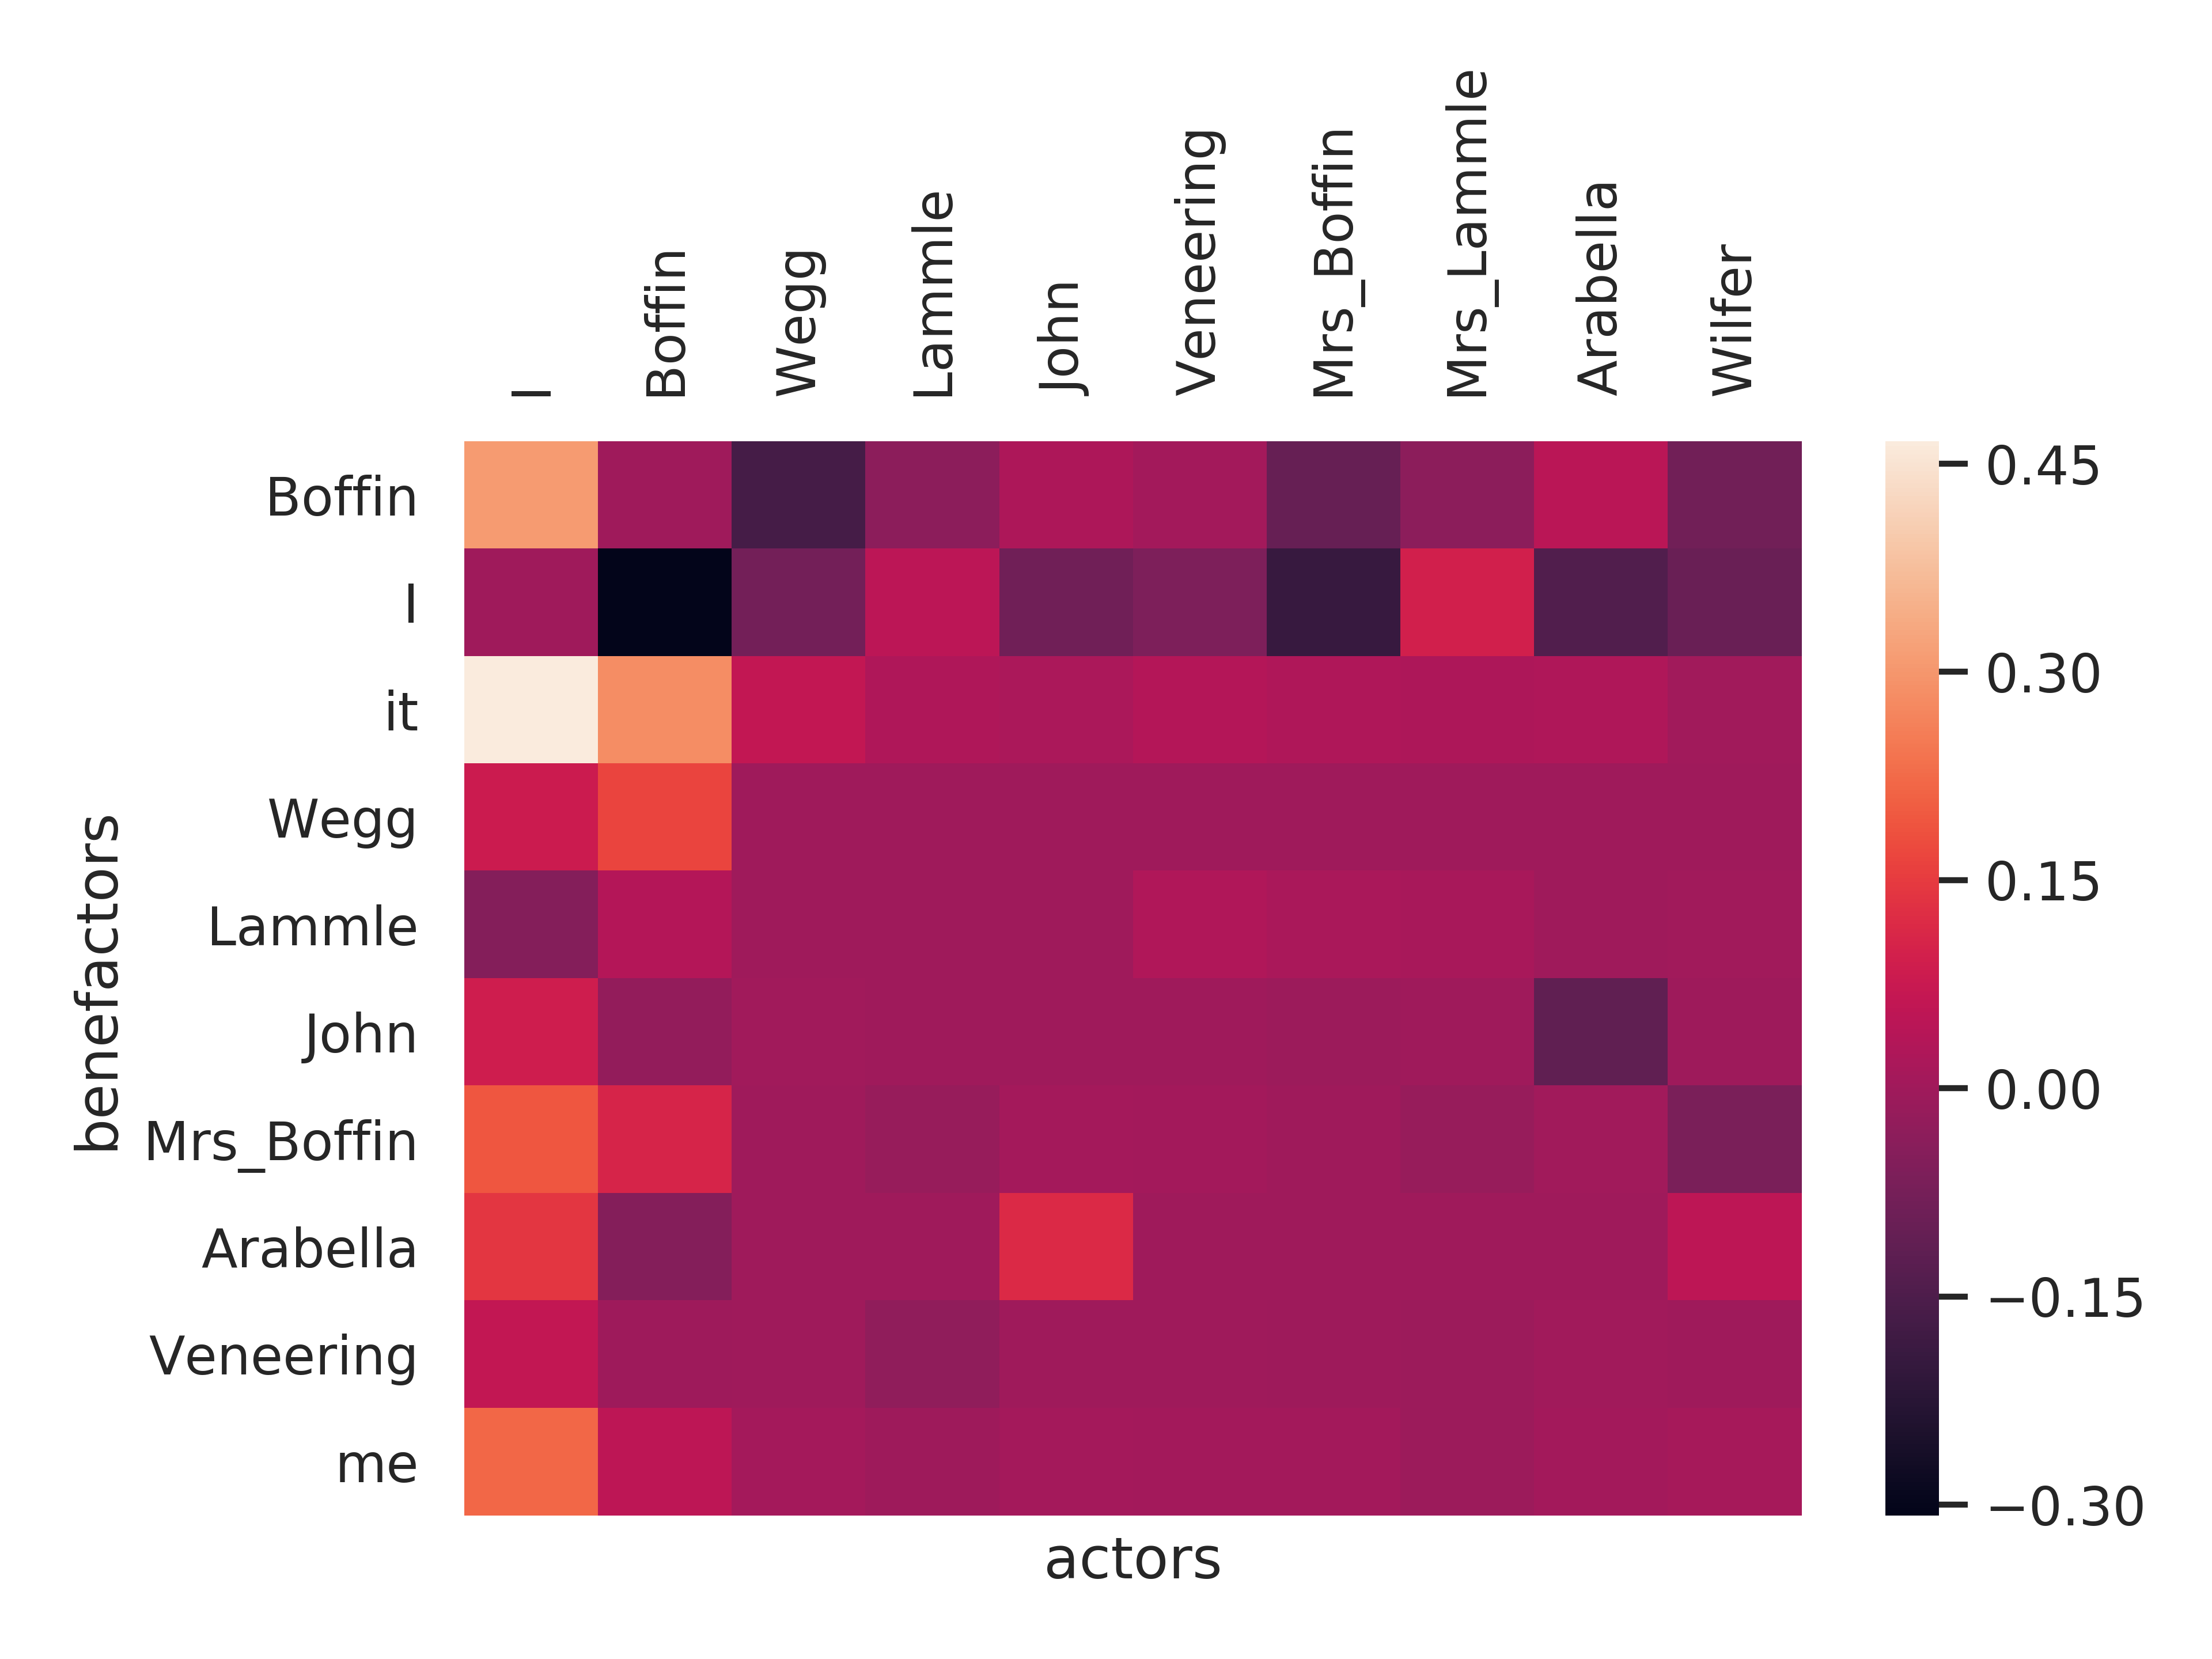 I
Boffin
Wegg
Lammle
John
Veneering
Mrs_Boffin
Mrs_Lammle
Arabella
Wilfer
benefactors
Boffin
I
it
Wegg
Lammle
John
Mrs_Boffin
Arabella
Veneering
me
actors
0.45
0.30
0.15
0.00
−0.15
−0.30